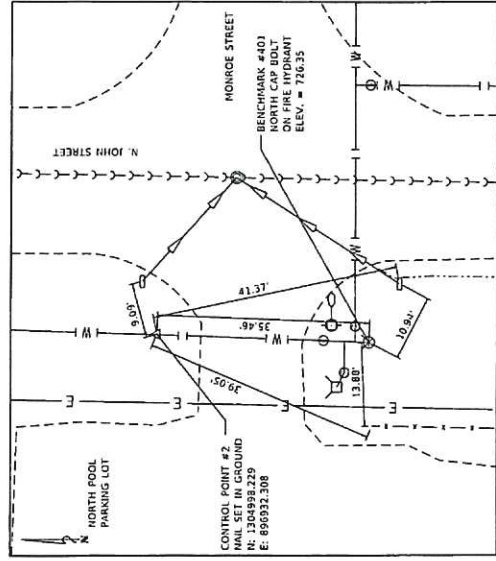 N
NORTH POOL
PARKING LOT
N. JOHN STREET
MONROE STREET
CONTROL POINT #2
NAIL SET IN GROUND
N: 1304998.229
E: 896932.308
BENCHMARK #401
NORTH CAP BOLT
ON FIRE HYDRANT
ELEV. = 726.35
9.09'
41.37'
35.46'
39.05'
13.88'
10.94'
W
W
W
W
W
W
W
E
E
E
E